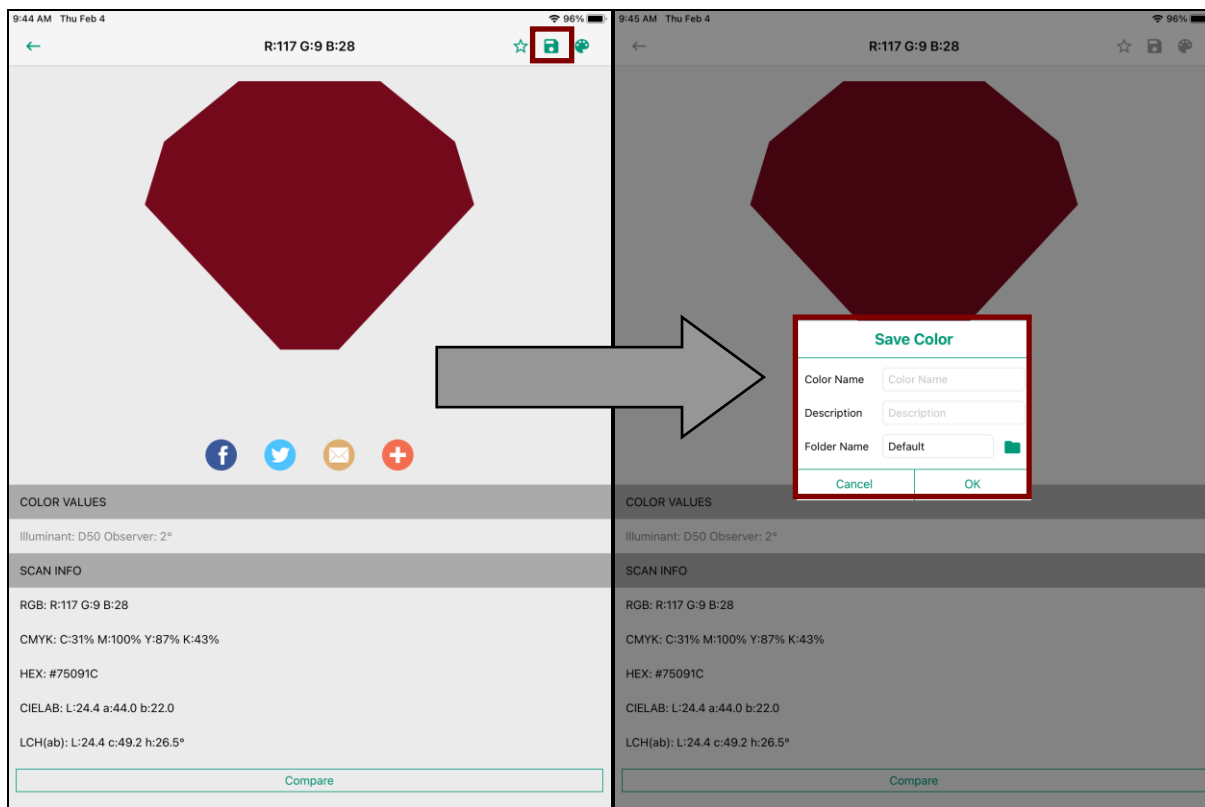 9:44 AM Thu Feb 4 96%
R:117 G:9 B:28
COLOR VALUES
Illuminant: D50 Observer: 2°
SCAN INFO
RGB: R:117 G:9 B:28
CMYK: C:31% M:100% Y:87% K:43%
HEX: #75091C
CIELAB: L:24.4 a:44.0 b:22.0
LCH(ab): L:24.4 c:49.2 h:26.5°
Compare
9:45 AM Thu Feb 4 96%
R:117 G:9 B:28
Save Color
Color Name Color Name
Description Description
Folder Name Default
Cancel OK
COLOR VALUES
Illuminant: D50 Observer: 2°
SCAN INFO
RGB: R:117 G:9 B:28
CMYK: C:31% M:100% Y:87% K:43%
HEX: #75091C
CIELAB: L:24.4 a:44.0 b:22.0
LCH(ab): L:24.4 c:49.2 h:26.5°
Compare